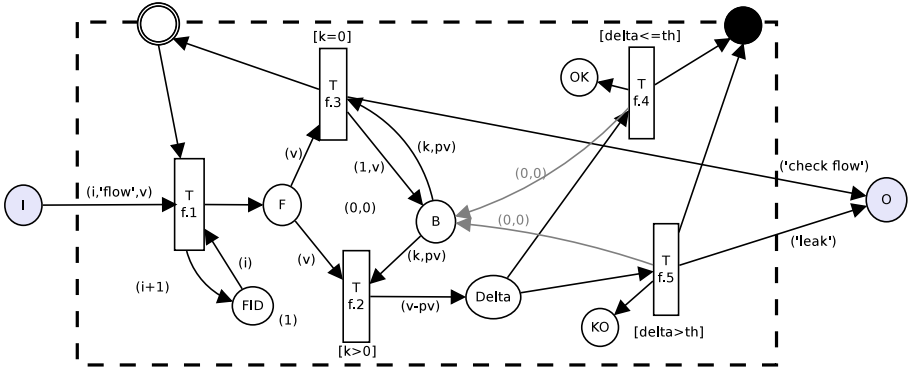 [k=0]
[delta<=th]
T
f.3
OK
T
f.4
(v)
(1,v)
(k,pv)
(0,0)
('check flow')
I
(i,'flow',v)
T
f.1
F
(0,0)
B
(0,0)
O
('leak')
(v)
(k,pv)
(i)
(i+1)
FID
(1)
T
f.2
(v-pv)
Delta
T
f.5
KO
[delta>th]
[k>0]